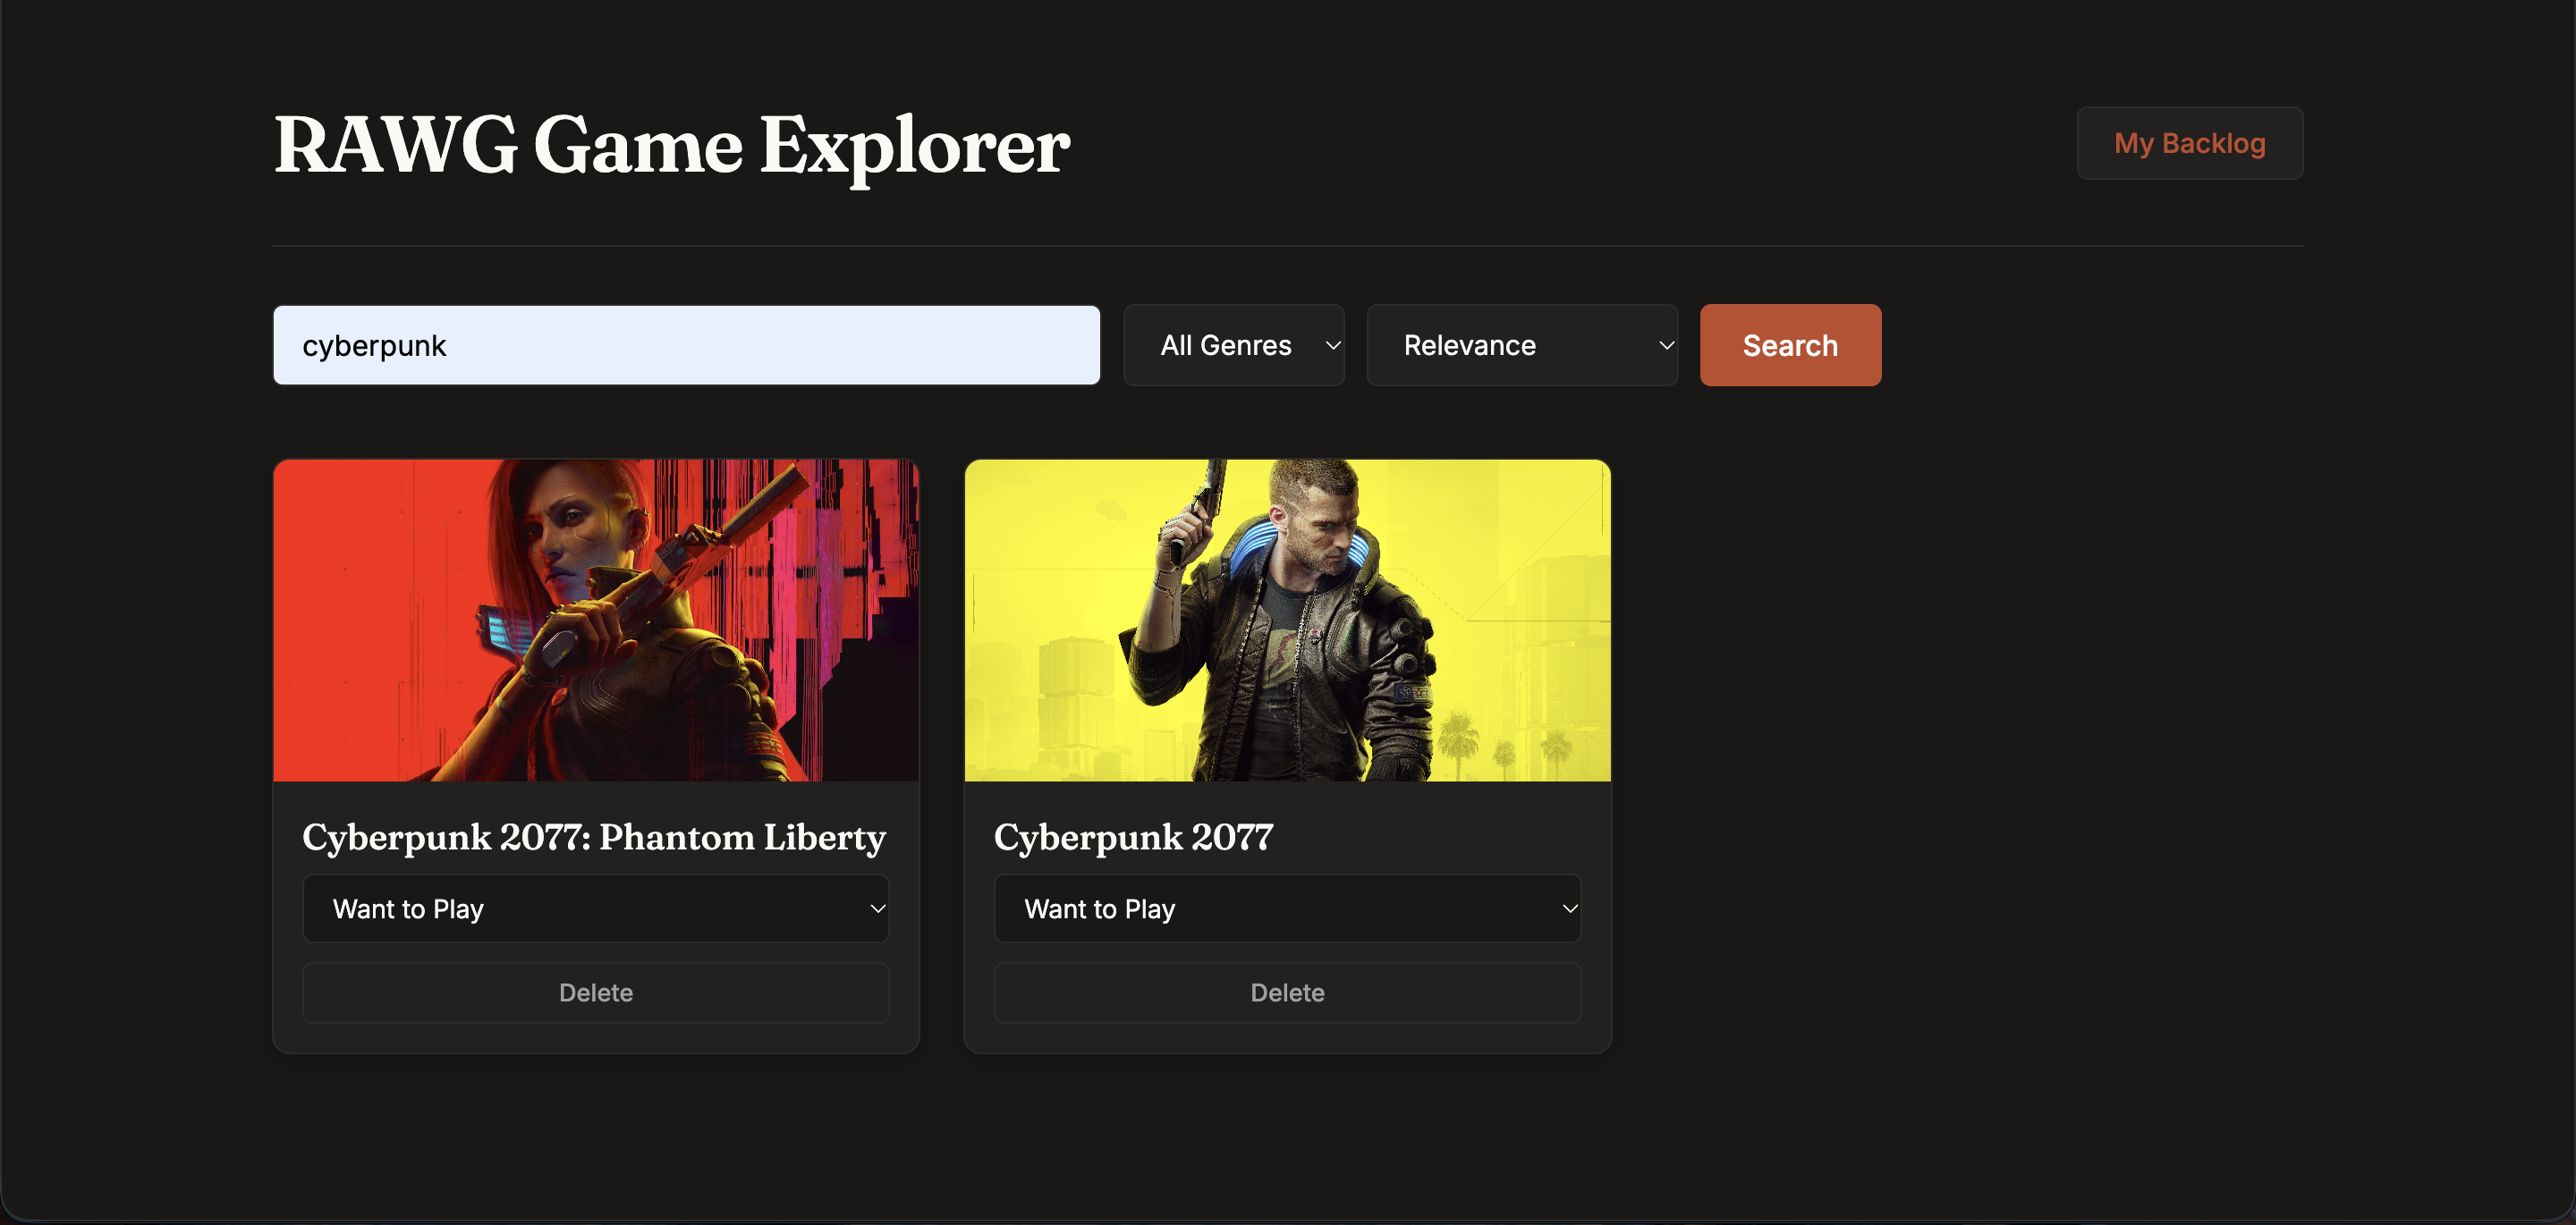 RAWG Game Explorer
My Backlog
cyberpunk
All Genres
Relevance
Search
Cyberpunk 2077: Phantom Liberty
Want to Play
Delete
Cyberpunk 2077
Want to Play
Delete